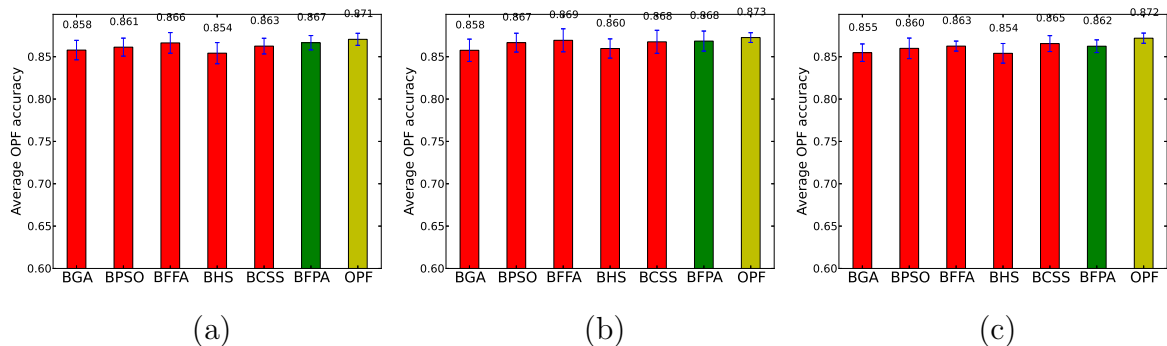 0.858 0.861 0.866 0.854 0.863 0.867 0.871
0.85
0.80
0.75
0.70
0.65
0.60
Average OPF accuracy
BGA BPSO BFFA BHS BCSS BFPA OPF
(a)
0.858 0.867 0.869 0.860 0.868 0.868 0.873
0.85
0.80
0.75
0.70
0.65
0.60
Average OPF accuracy
BGA BPSO BFFA BHS BCSS BFPA OPF
(b)
0.855 0.860 0.863 0.854 0.865 0.862 0.872
0.85
0.80
0.75
0.70
0.65
0.60
Average OPF accuracy
BGA BPSO BFFA BHS BCSS BFPA OPF
(c)